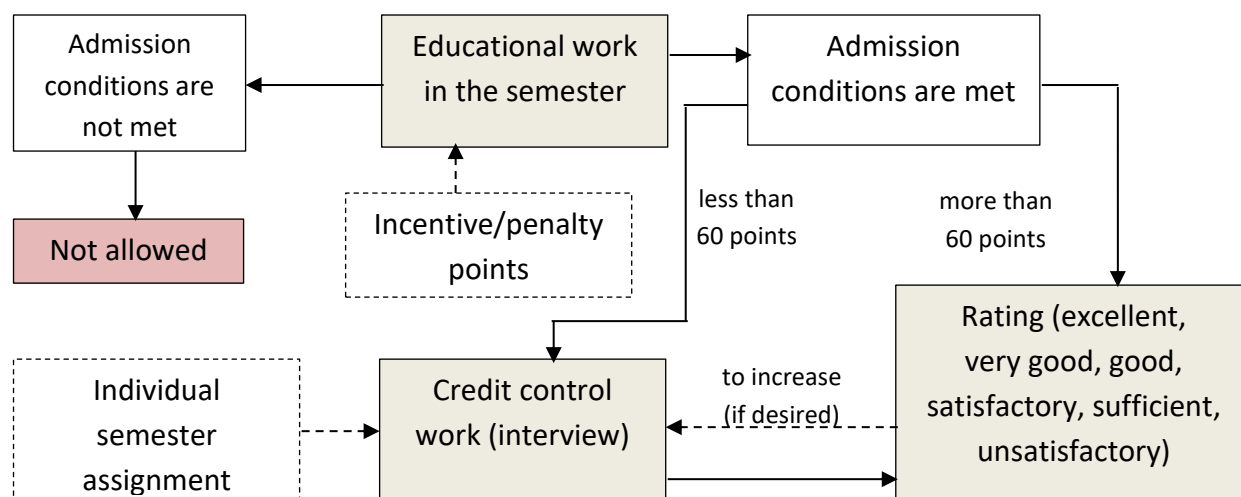 Admission
conditions are
not met
Educational work
in the semester
Admission
conditions are met
Not allowed
Incentive/penalty
points
less than
60 points
more than
60 points
Individual
semester
assignment
Credit control
work (interview)
to increase
(if desired)
Rating (excellent,
very good, good,
satisfactory, sufficient,
unsatisfactory)